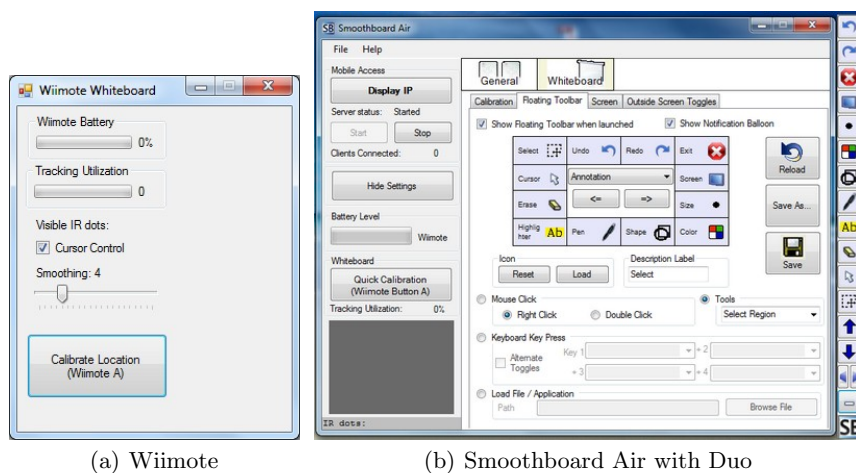 Wiimote Whiteboard
Wiimote Battery
0%
Tracking Utilization
0
Visible IR dots:
Cursor Control
Smoothing: 4
Calibrate Location
(Wiimote A)
(a) Wiimote
SB Smoothboard Air
File Help
Mobile Access
Display IP
Server status: Started
Start Stop
Clients Connected: 0
Hide Settings
Battery Level
Wiimote
Whiteboard
Quick Calibration
(Wiimote Button A)
Tracking Utilization: 0%
IR dots:
General Whiteboard
Calibration Floating Toolbar Screen Outside Screen Toggles
Show Floating Toolbar when launched Show Notification Balloon
Select Undo Redo Exit
Cursor Annotation Screen
Erase <= => Size
Highlig
hter Ab Pen Shape Color
Reload
Save As...
Save
Icon Description Label
Reset Load Select
Mouse Click Tools
Right Click Double Click Select Region
Keyboard Key Press
Alternate
Toggles
Key 1 + 2
+ 3 + 4
Load File / Application
Path Browse File
Ab
SB
(b) Smoothboard Air with Duo